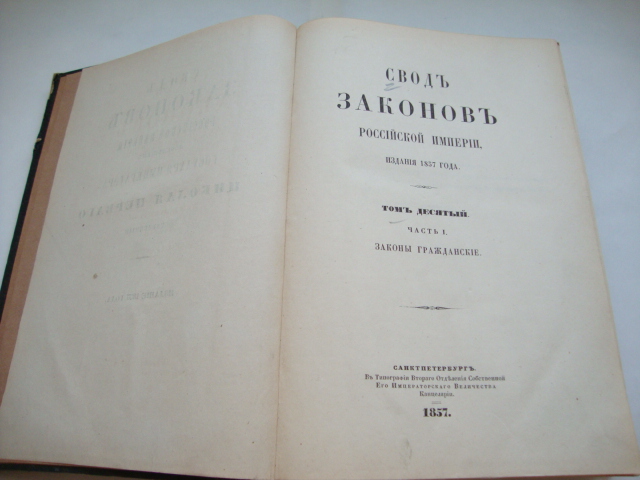 СВОДЪ
ЗАКОНОВЪ
РОССІЙСКОЙ ИМПЕРІИ,
ИЗДАНІЯ 1857 ГОДА.
ТОМЪ ДЕСЯТЫЙ.
ЧАСТЬ I.
ЗАКОНЫ ГРАЖДАНСКІЕ.
САНКТПЕТЕРБУРГЪ.
Въ Типографіи Втораго Отдѣленія Собственной
Его Императорскаго Величества
Канцеляріи.
1857.